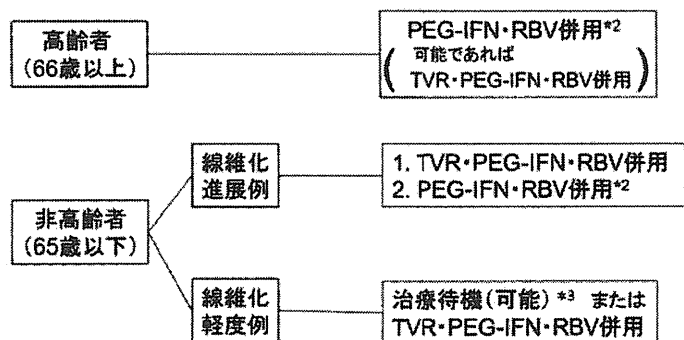 高齢者
(66歳以上)
PEG-IFN・RBV併用*2
(可能であれば
TVR・PEG-IFN・RBV併用)
非高齢者
(65歳以下)
線維化
進展例
1. TVR・PEG-IFN・RBV併用
2. PEG-IFN・RBV併用*2
線維化
軽度例
治療待機(可能) *3 または
TVR・PEG-IFN・RBV併用